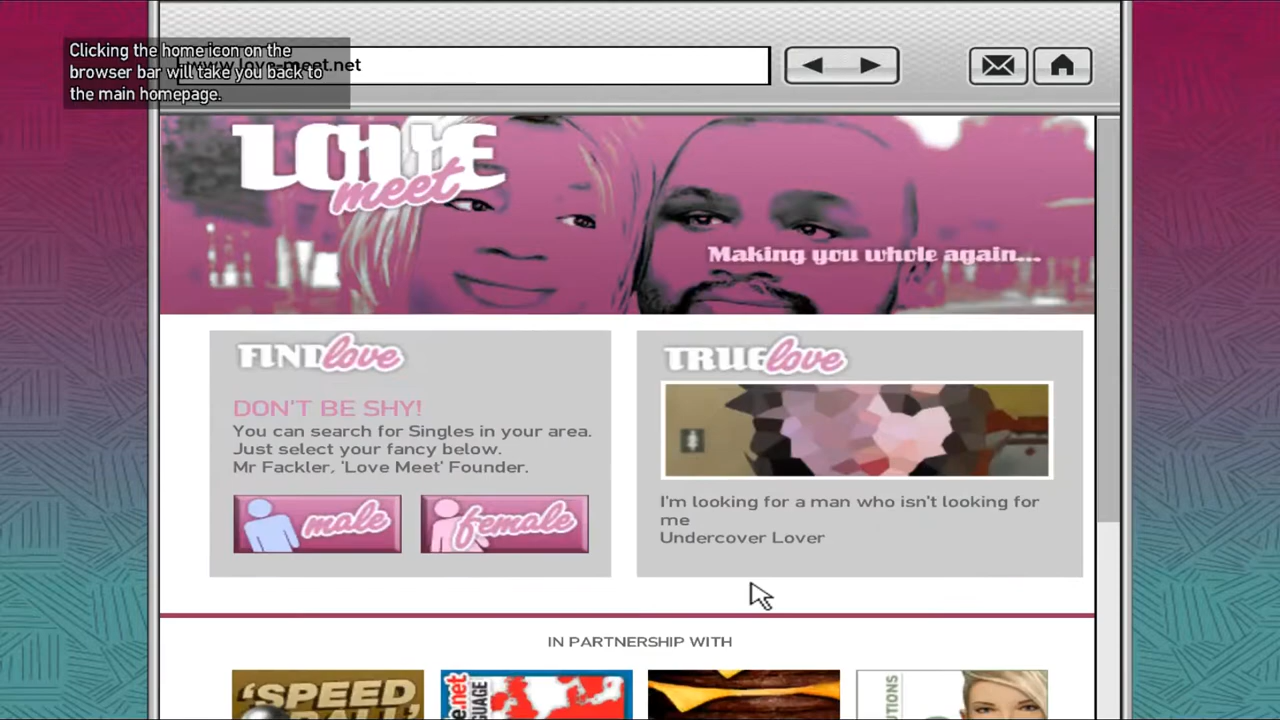 Clicking the home icon on the
browser bar will take you back to
the main homepage.
www.love-meet.net
LOVE
meet
Making you whole again...
FIND love
TRUE love
DON'T BE SHY!
You can search for Singles in your area.
Just select your fancy below.
Mr Fackler, 'Love Meet' Founder.
male
female
I'm looking for a man who isn't looking for
me
Undercover Lover
IN PARTNERSHIP WITH
'SPEED
BALL'